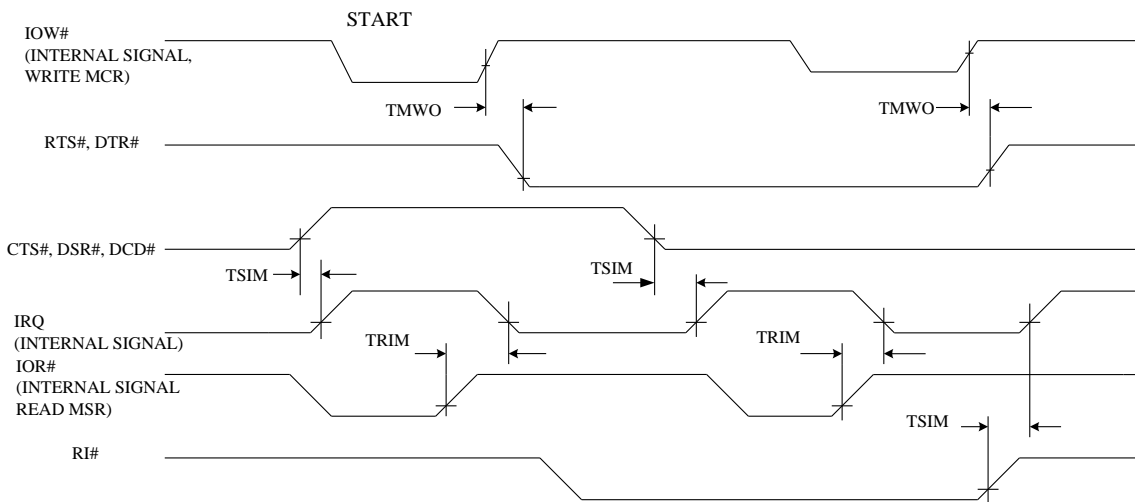 START
IOW#
(INTERNAL SIGNAL,
WRITE MCR)
TMWO
TMWO
RTS#, DTR#
CTS#, DSR#, DCD#
TSIM
TSIM
IRQ
(INTERNAL SIGNAL)
TRIM
TRIM
IOR#
(INTERNAL SIGNAL
READ MSR)
TSIM
RI#